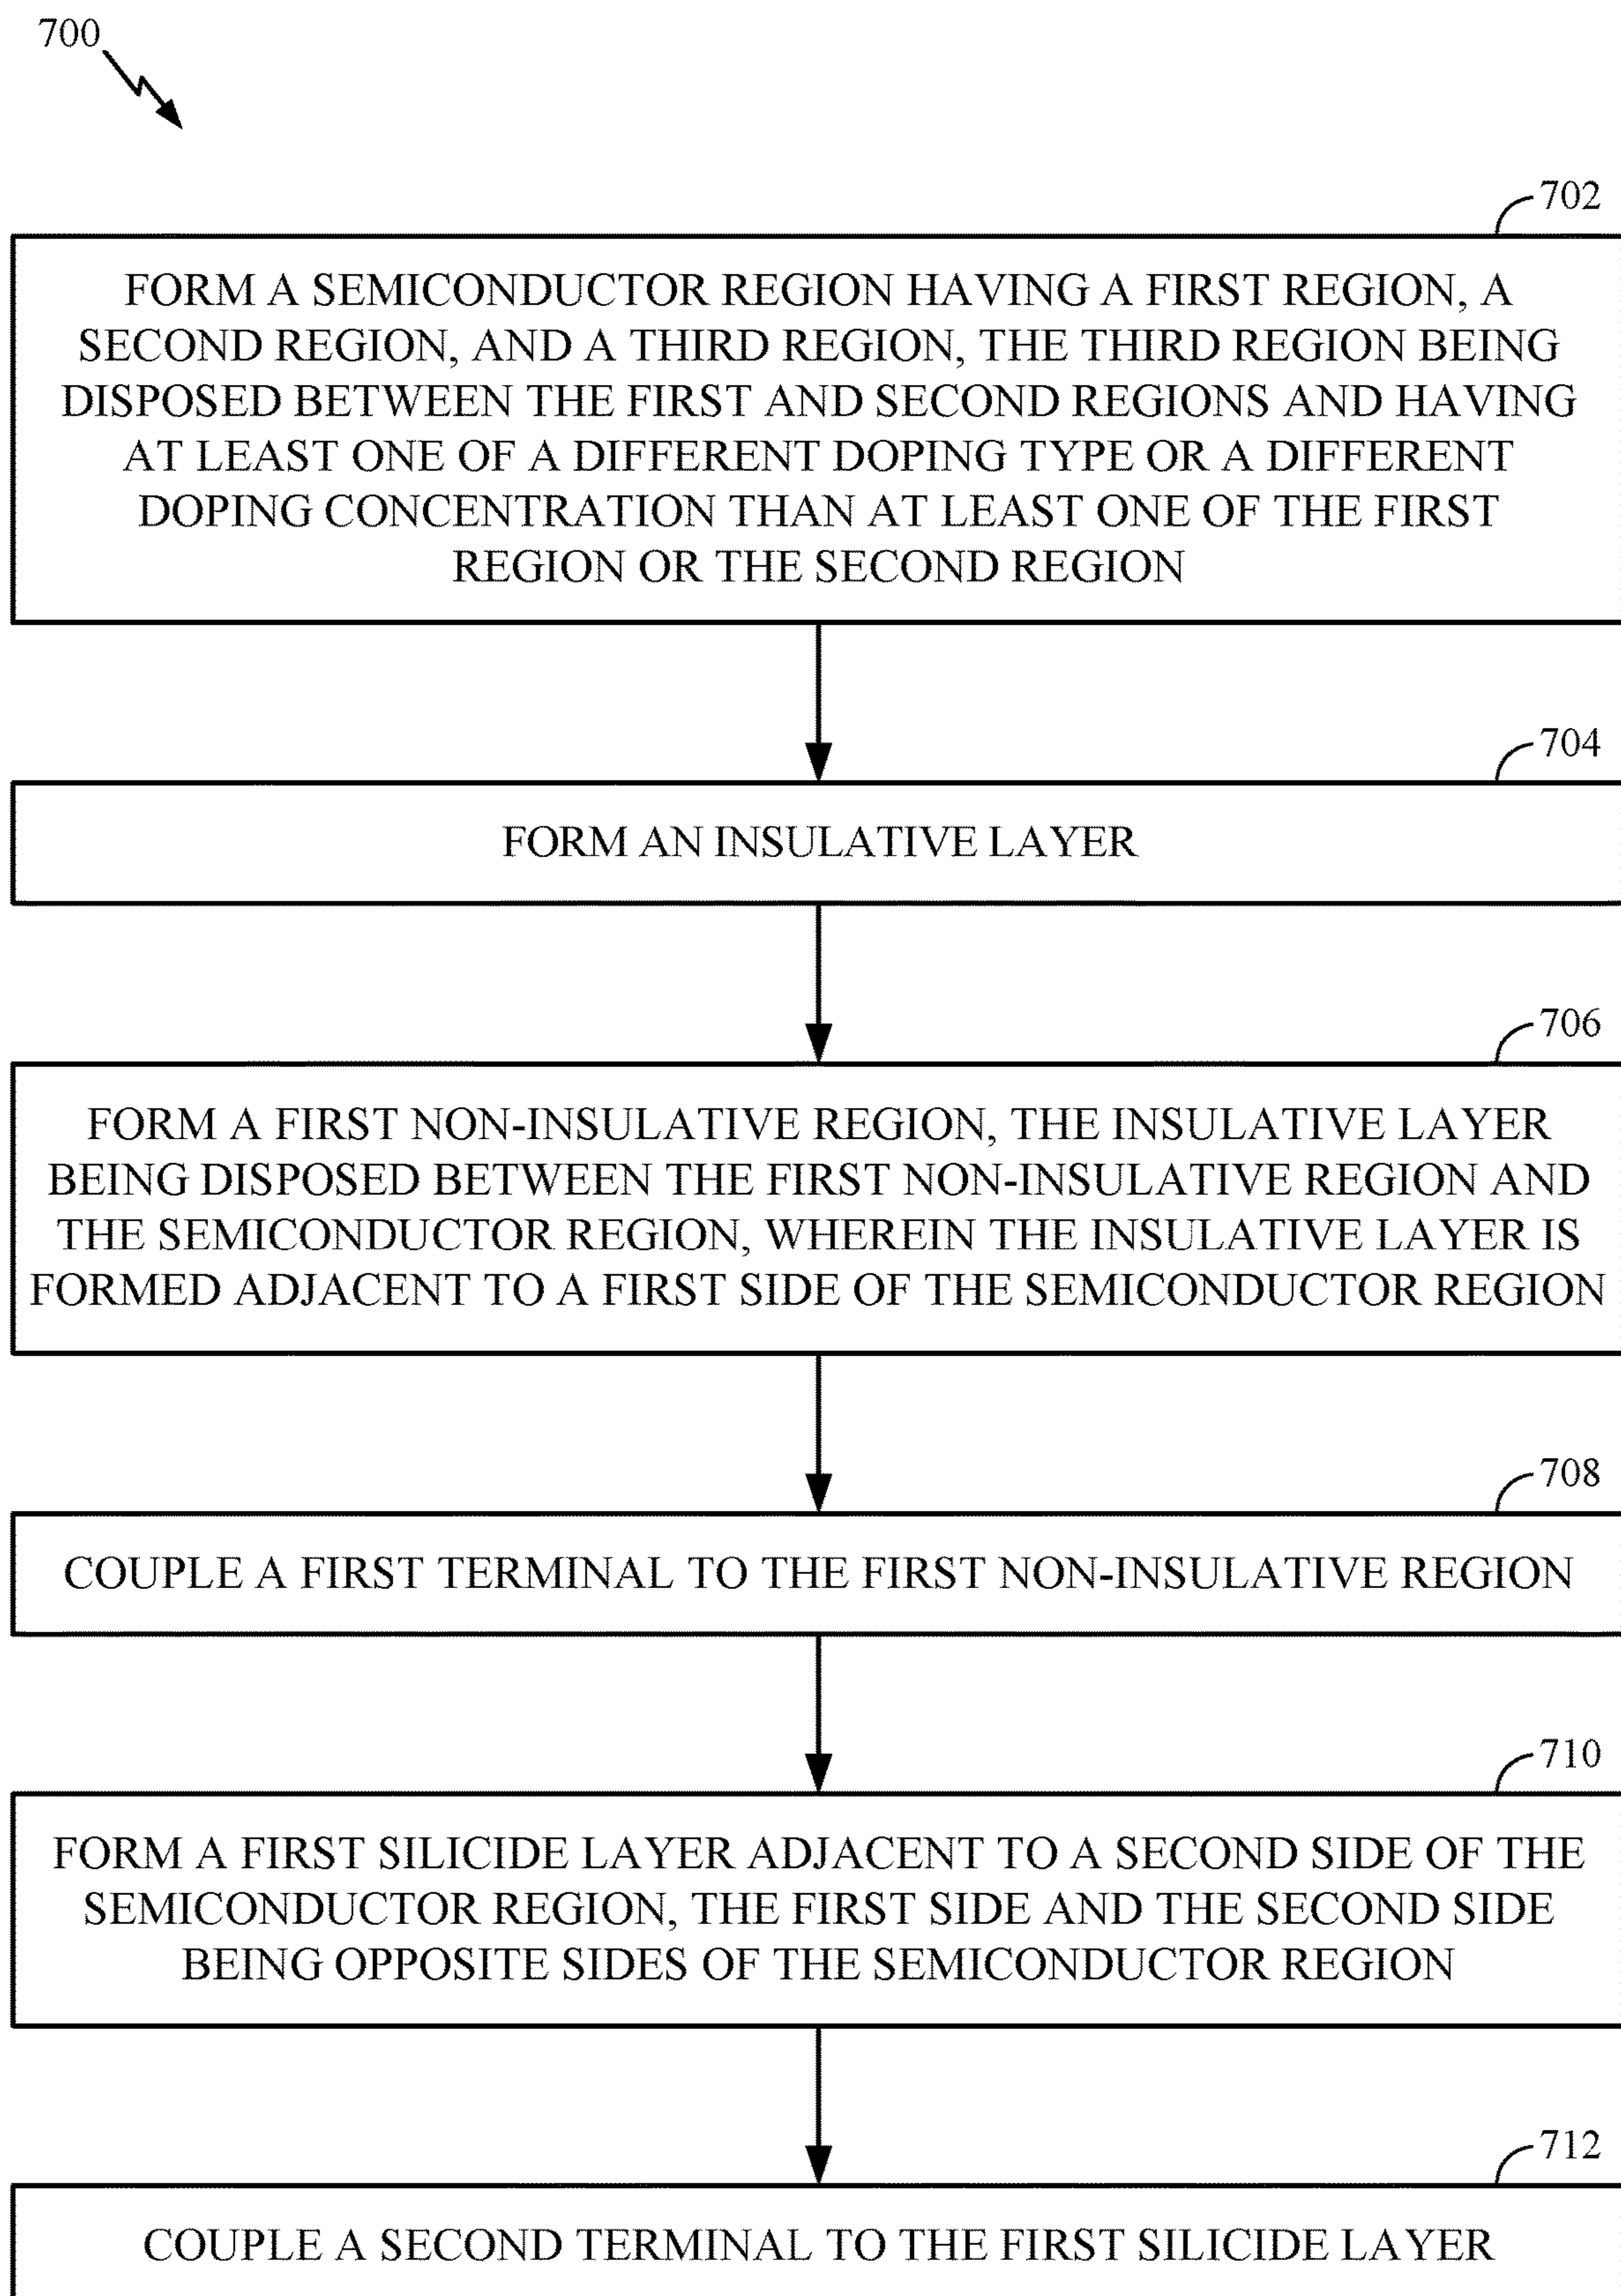 700
702
FORM A SEMICONDUCTOR REGION HAVING A FIRST REGION, A
SECOND REGION, AND A THIRD REGION, THE THIRD REGION BEING
DISPOSED BETWEEN THE FIRST AND SECOND REGIONS AND HAVING
AT LEAST ONE OF A DIFFERENT DOPING TYPE OR A DIFFERENT
DOPING CONCENTRATION THAN AT LEAST ONE OF THE FIRST
REGION OR THE SECOND REGION
704
FORM AN INSULATIVE LAYER
706
FORM A FIRST NON-INSULATIVE REGION, THE INSULATIVE LAYER
BEING DISPOSED BETWEEN THE FIRST NON-INSULATIVE REGION AND
THE SEMICONDUCTOR REGION, WHEREIN THE INSULATIVE LAYER IS
FORMED ADJACENT TO A FIRST SIDE OF THE SEMICONDUCTOR REGION
708
COUPLE A FIRST TERMINAL TO THE FIRST NON-INSULATIVE REGION
710
FORM A FIRST SILICIDE LAYER ADJACENT TO A SECOND SIDE OF THE
SEMICONDUCTOR REGION, THE FIRST SIDE AND THE SECOND SIDE
BEING OPPOSITE SIDES OF THE SEMICONDUCTOR REGION
712
COUPLE A SECOND TERMINAL TO THE FIRST SILICIDE LAYER